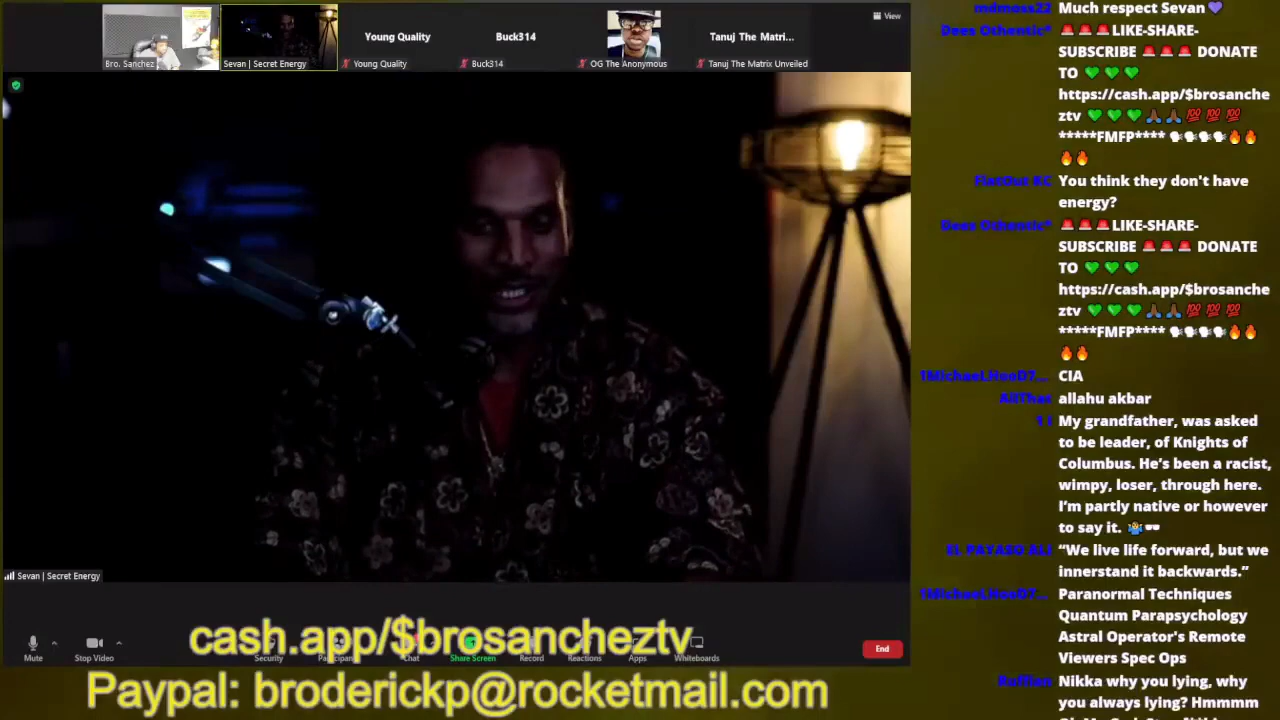 Young Quality
Buck314
Tanuj The Matri...
View
Bro. Sanchez
Sevan | Secret Energy
Young Quality
Buck314
OG The Anonymous
Tanuj The Matrix Unveiled
Sevan | Secret Energy
Mute
Stop Video
Security
Chat
Share Screen
Record
Reactions
Apps
Whiteboards
End
cash.app/$brosancheztv
Paypal: broderickp@rocketmail.com
Much respect Sevan 💜
🚨🚨🚨LIKE-SHARE-
SUBSCRIBE 🚨🚨🚨 DONATE
TO 💚 💚 💚
https://cash.app/$brosanche
ztv 💚 💚 💚 🙏🏾 🙏🏾 💯 💯 💯
*****FMFP**** 🗣🗣🗣🗣🔥🔥
🔥🔥
You think they don't have
energy?
🚨🚨🚨LIKE-SHARE-
SUBSCRIBE 🚨🚨🚨 DONATE
TO 💚 💚 💚
https://cash.app/$brosanche
ztv 💚 💚 💚 🙏🏾 🙏🏾 💯 💯 💯
*****FMFP**** 🗣🗣🗣🗣🔥🔥
🔥🔥
CIA
allahu akbar
My grandfather, was asked
to be leader, of Knights of
Columbus. He's been a racist,
wimpy, loser, through here.
I'm partly native or however
to say it. 🤷🕶
“We live life forward, but we
innerstand it backwards.”
Paranormal Techniques
Quantum Parapsychology
Astral Operator's Remote
Viewers Spec Ops
Nikka why you lying, why
you always lying? Hmmmm